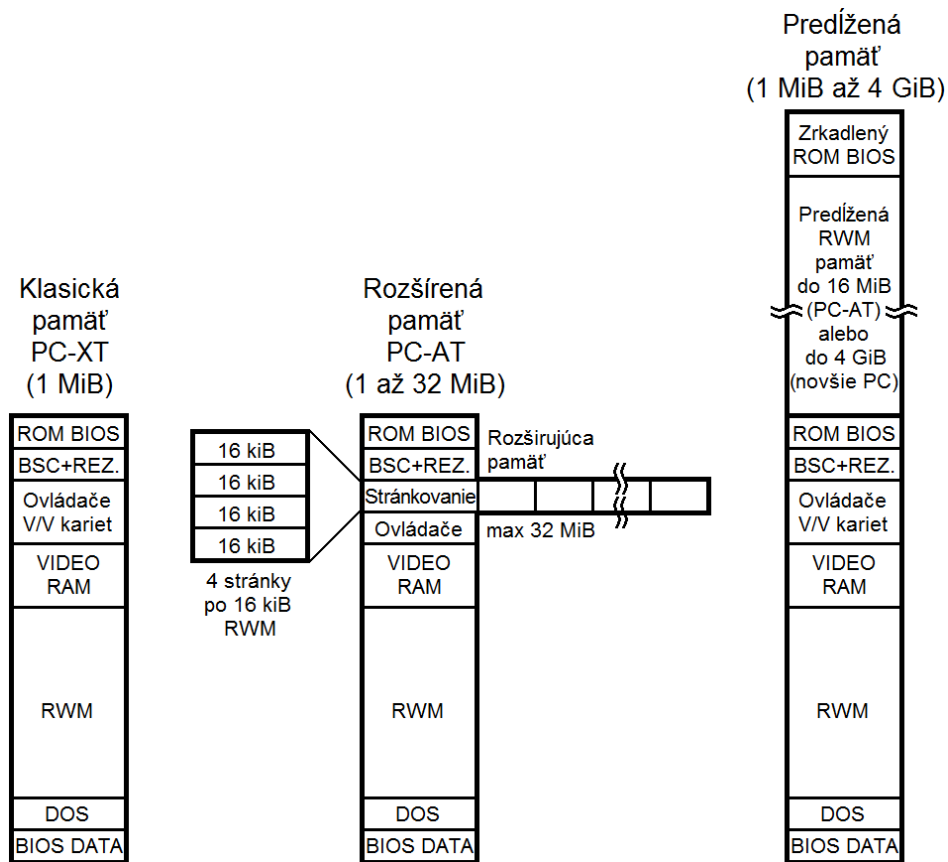 Predĺžená
pamäť
(1 MiB až 4 GiB)
Zrkadlený
ROM BIOS
Predĺžená
RWM
pamäť
do 16 MiB
(PC-AT)
alebo
do 4 GiB
(novšie PC)
ROM BIOS
BSC+REZ.
Ovládače
V/V kariet
VIDEO
RAM
RWM
DOS
BIOS DATA
Klasická
pamäť
PC-XT
(1 MiB)
ROM BIOS
BSC+REZ.
Ovládače
V/V kariet
VIDEO
RAM
RWM
DOS
BIOS DATA
16 kiB
16 kiB
16 kiB
16 kiB
4 stránky
po 16 kiB
RWM
Rozšírená
pamäť
PC-AT
(1 až 32 MiB)
ROM BIOS
BSC+REZ.
Stránkovanie
Ovládače
VIDEO
RAM
RWM
DOS
BIOS DATA
Rozširujúca
pamäť
max 32 MiB